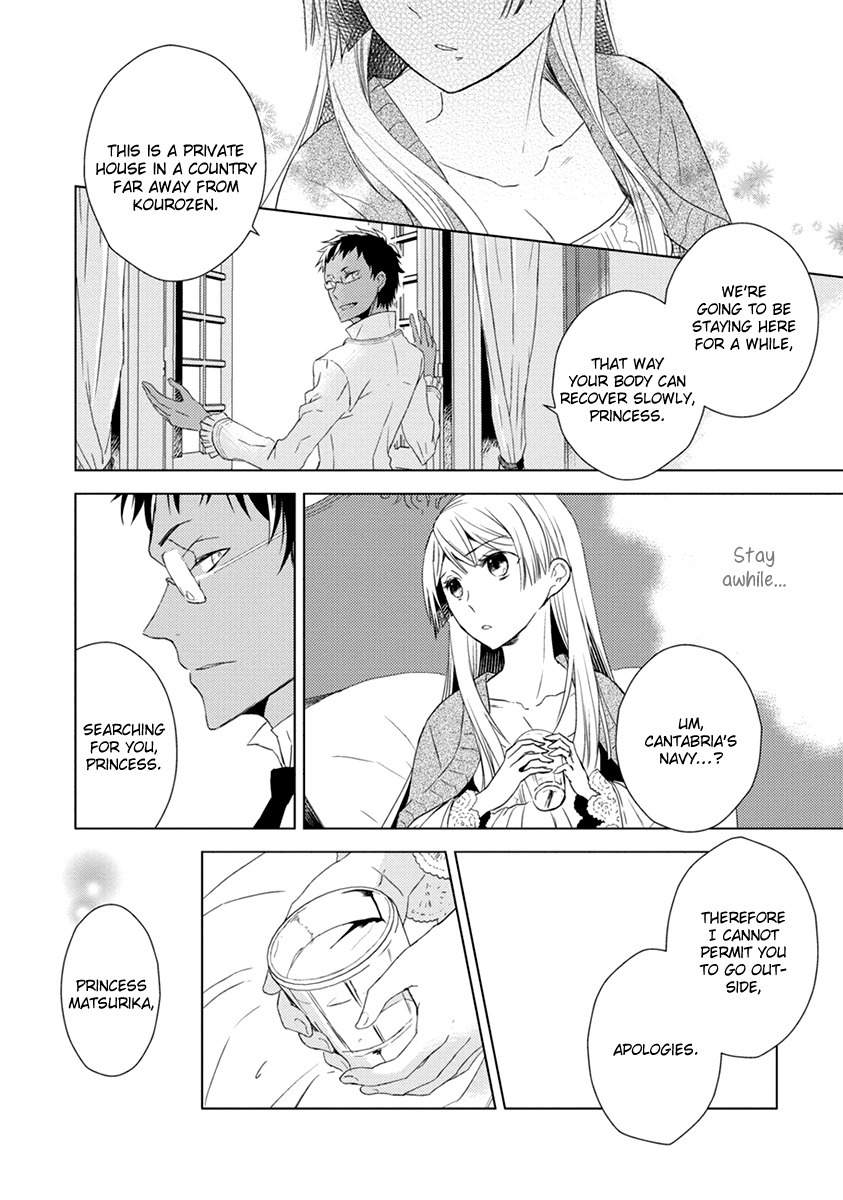 THIS IS A PRIVATE
HOUSE IN A COUNTRY
FAR AWAY FROM
KOUROZEN.
WE'RE
GOING TO BE
STAYING HERE
FOR A WHILE,
THAT WAY
YOUR BODY CAN
RECOVER SLOWLY,
PRINCESS.
Stay
awhile...
UM,
CANTABRIA'S
NAVY...?
SEARCHING
FOR YOU,
PRINCESS.
THEREFORE
I CANNOT
PERMIT YOU
TO GO OUT-
SIDE,
APOLOGIES.
PRINCESS
MATSURIKA,